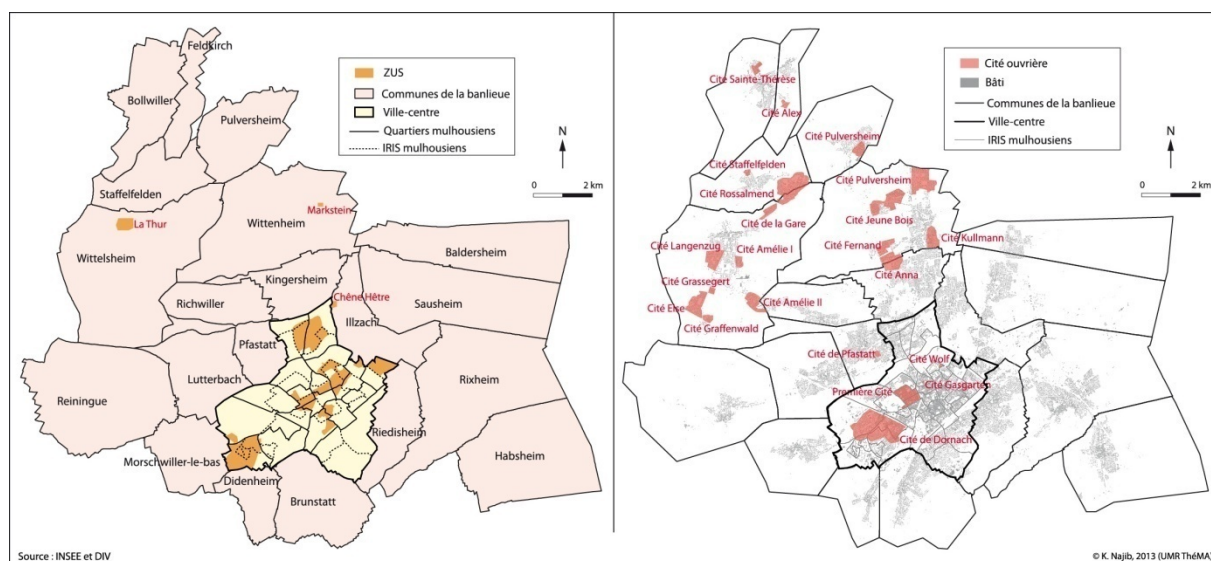 Feldkirch
Bollwiller
Pulversheim
Staffelfelden
La Thur
Wittelsheim
Wittenheim
Markstein
Baldersheim
Kingersheim
Richwiller
Chêne Hêtre
Sausheim
Illzach
Pfastatt
Lutterbach
Reiningue
Rixheim
Riedisheim
Morschwiller-le-bas
Habsheim
Didenheim
Brunstatt
ZUS
Communes de la banlieue
Ville-centre
Quartiers mulhousiens
IRIS mulhousiens
N
0 2 km
Source : INSEE et DIV
Cité Sainte-Thérèse
Cité Alex
Cité Pulversheim
Cité Staffelfelden
Cité Rossalmend
Cité Pulversheim
Cité de la Gare
Cité Jeune Bois
Cité Langenzug
Cité Amélie I
Cité Fernand
Cité Kullmann
Cité Grassegert
Cité Anna
Cité Else
Cité Amélie II
Cité Graffenwald
Cité de Pfastatt
Cité Wolf
Première Cité
Cité Gasgarten
Cité de Dornach
Cité ouvrière
Bâti
Communes de la banlieue
Ville-centre
IRIS mulhousiens
N
0 2 km
© K. Najib, 2013 (UMR ThéMA)